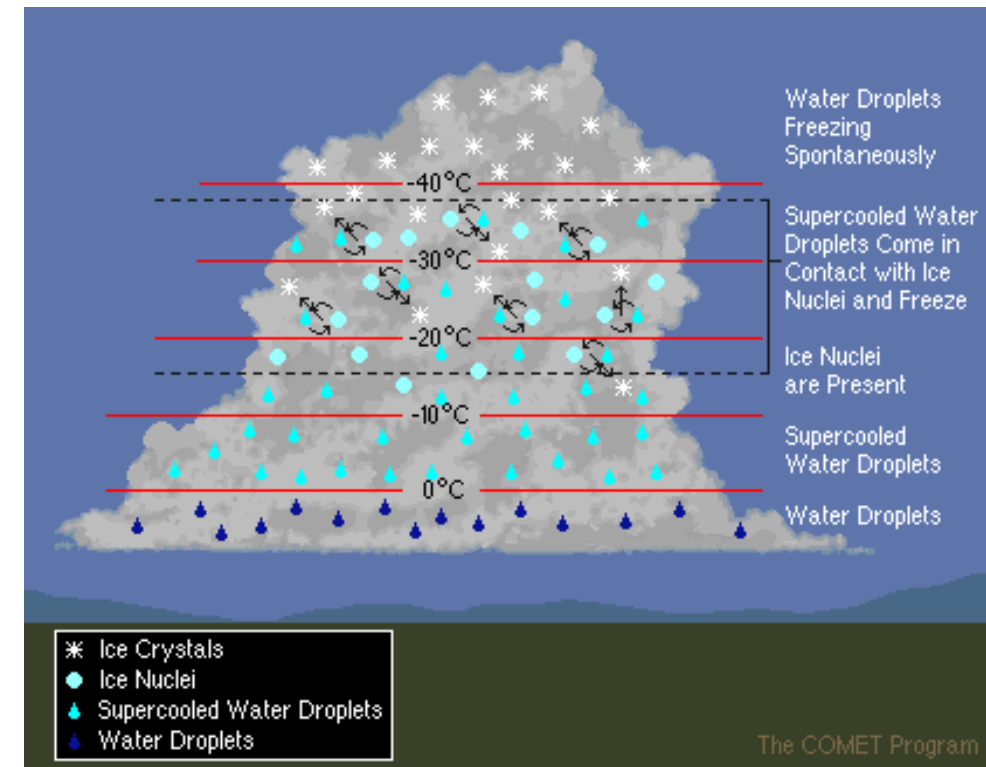 Water Droplets
Freezing
Spontaneously
-40°C
Supercooled Water
Droplets Come in
Contact with Ice
Nuclei and Freeze
-30°C
-20°C
Ice Nuclei
are Present
-10°C
Supercooled
Water Droplets
0°C
Water Droplets
Ice Crystals
Ice Nuclei
Supercooled Water Droplets
Water Droplets
The COMET Program